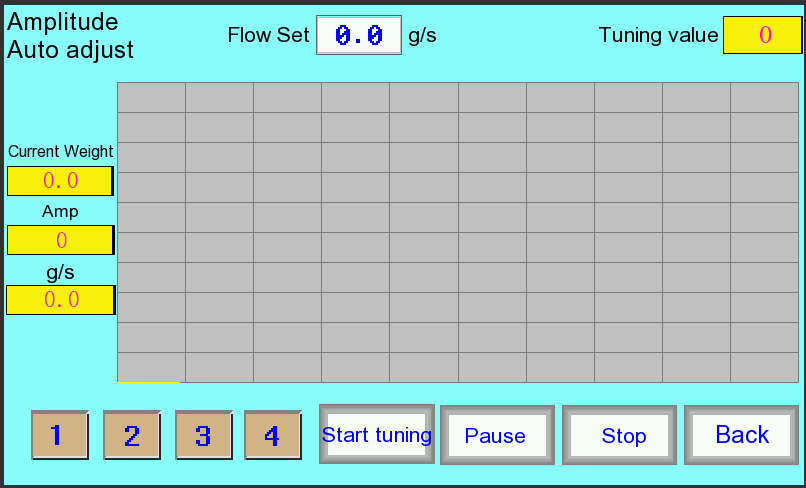 Amplitude
Auto adjust
Flow Set 0.0 g/s
Tuning value 0
Current Weight
0.0
Amp
0
g/s
0.0
1 2 3 4 Start tuning Pause Stop Back